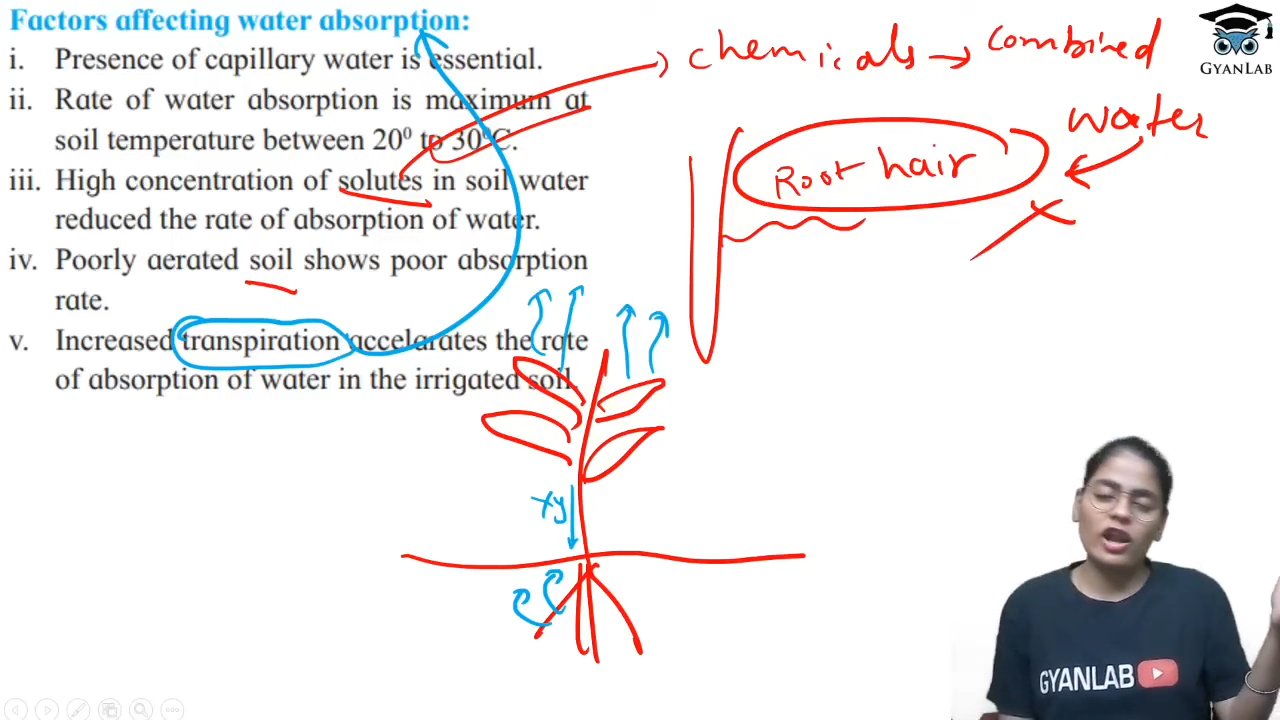 Factors affecting water absorption:
i. Presence of capillary water is essential.
ii. Rate of water absorption is maximum at
soil temperature between 20⁰ to 30⁰C.
iii. High concentration of solutes in soil water
reduced the rate of absorption of water.
iv. Poorly aerated soil shows poor absorption
rate.
v. Increased transpiration accelarates the rate
of absorption of water in the irrigated soil.
chemicals → combined
water
Root hair
xy
GYANLAB
GYANLAB